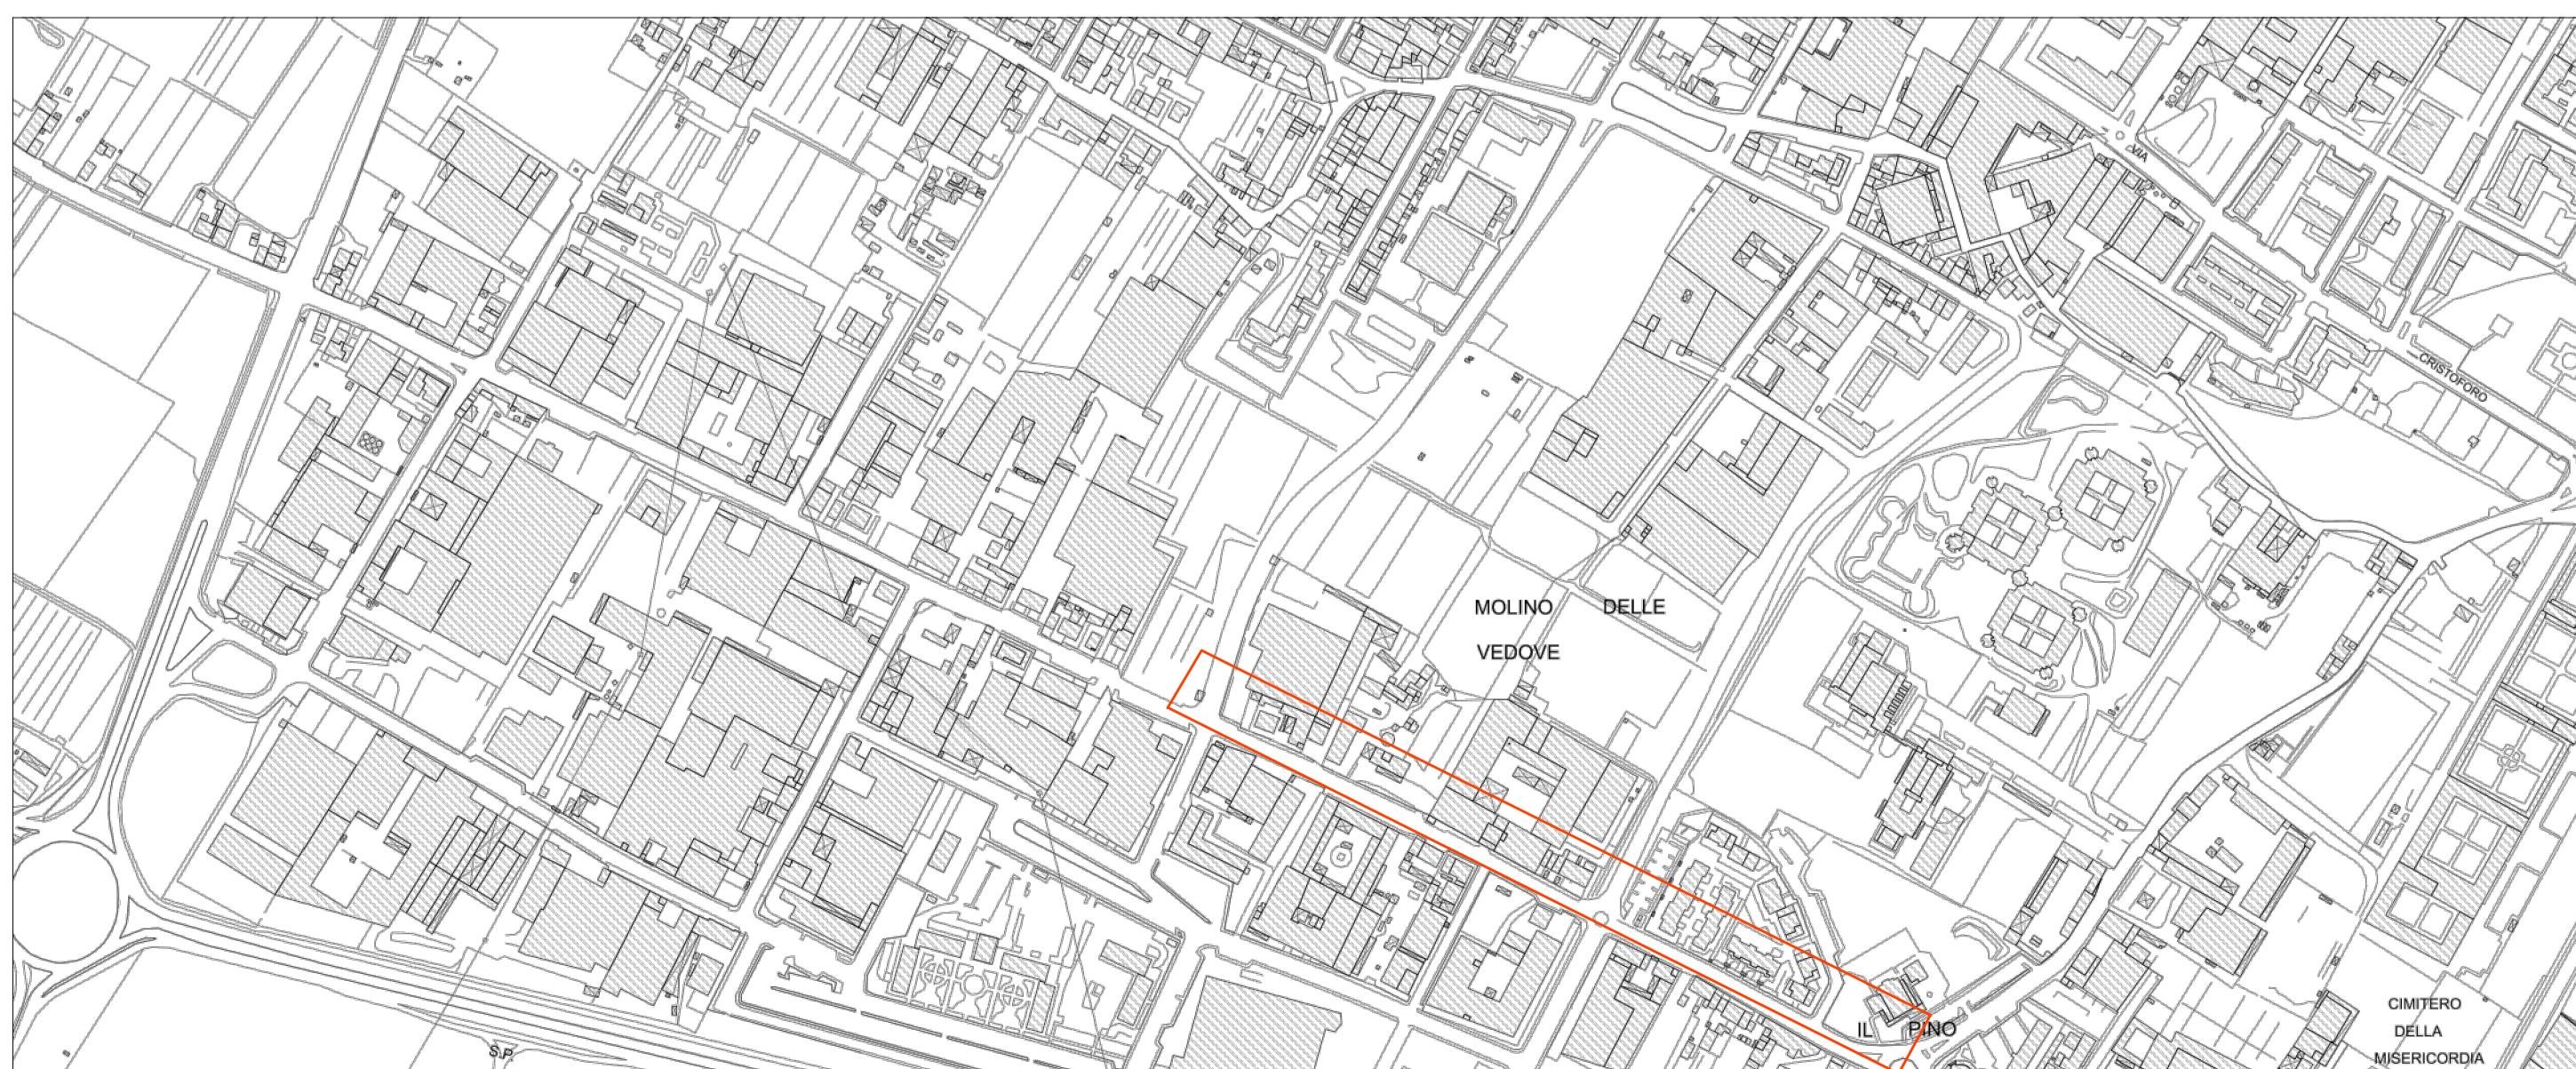 VIA
CRISTOFORO
MOLINO DELLE
VEDOVE
IL PINO
CIMITERO
DELLA
MISERICORDIA
S.P.